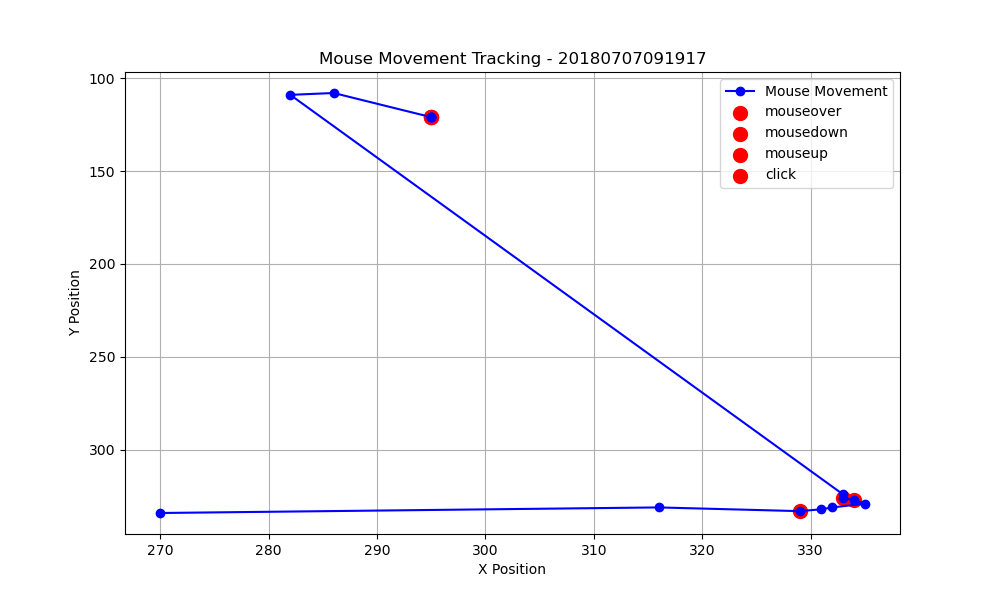 Mouse Movement Tracking - 20180707091917
Mouse Movement
mouseover
mousedown
mouseup
click
100
150
200
250
300
Y Position
270
280
290
300
310
320
330
X Position